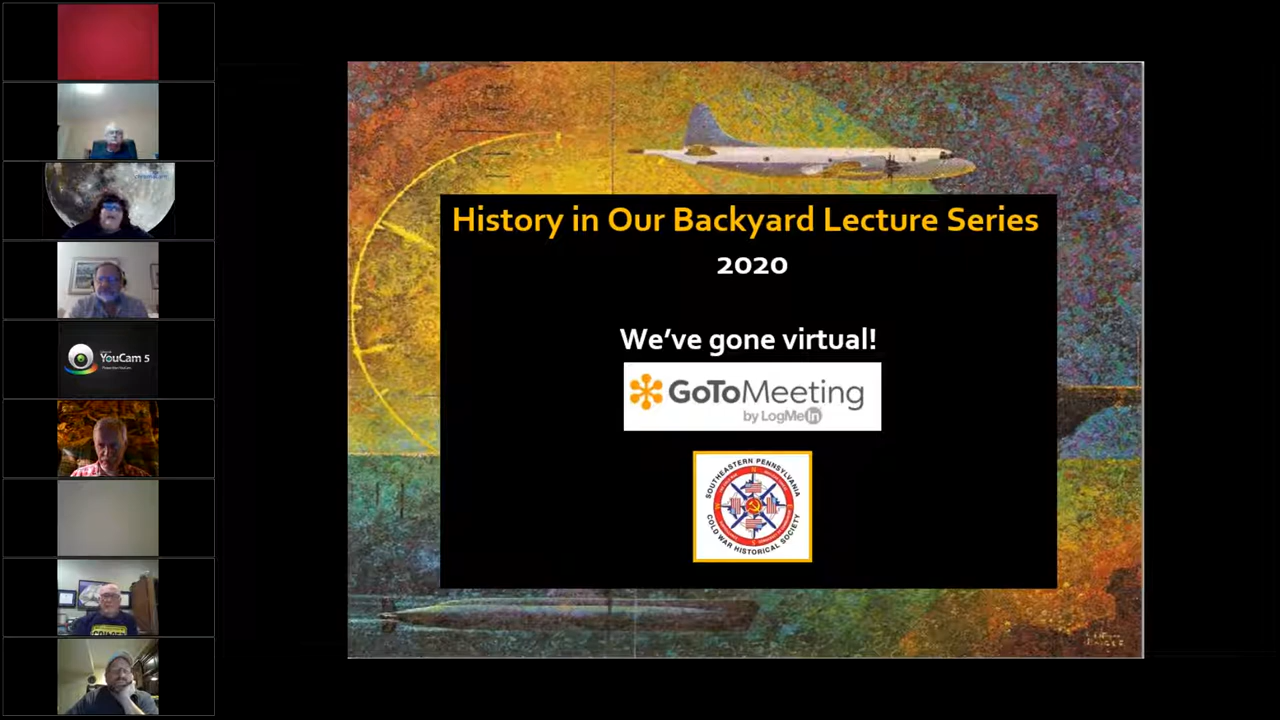 History in Our Backyard Lecture Series
2020
We've gone virtual!
GoToMeeting
by LogMeIn
SOUTHEASTERN PENNSYLVANIA
COLD WAR HISTORICAL SOCIETY
YouCam 5